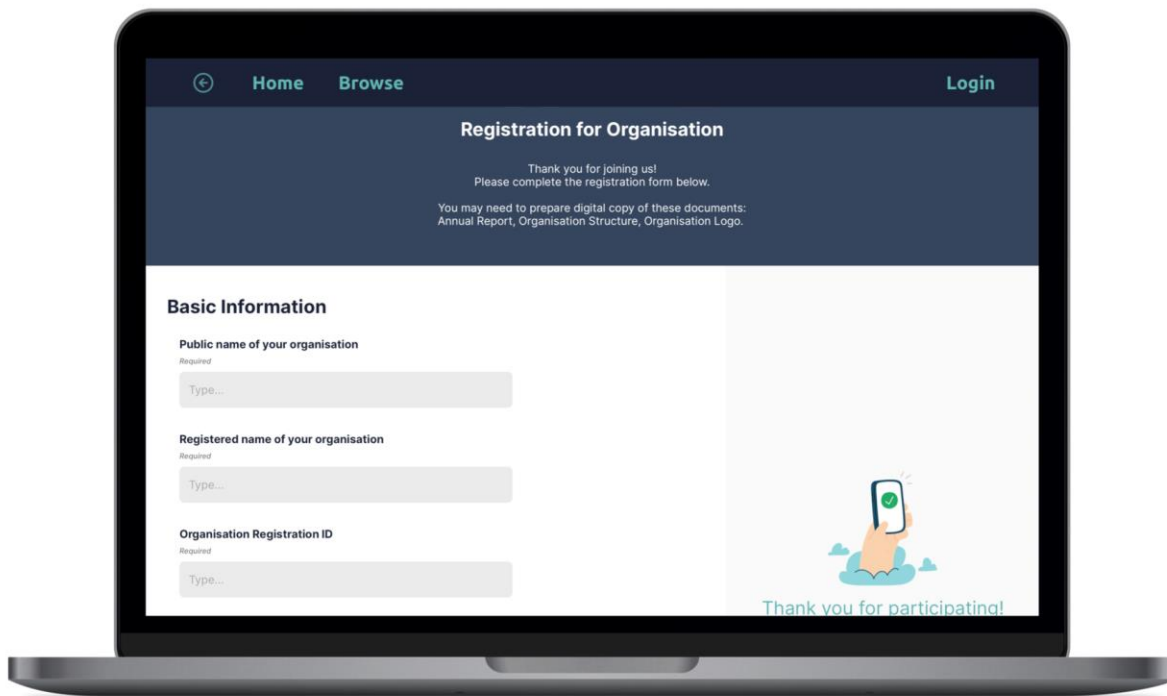 Home Browse Login
Registration for Organisation
Thank you for joining us!
Please complete the registration form below.
You may need to prepare digital copy of these documents:
Annual Report, Organisation Structure, Organisation Logo.
Basic Information
Public name of your organisation
Required
Type...
Registered name of your organisation
Required
Type...
Organisation Registration ID
Required
Type...
Thank you for participating!